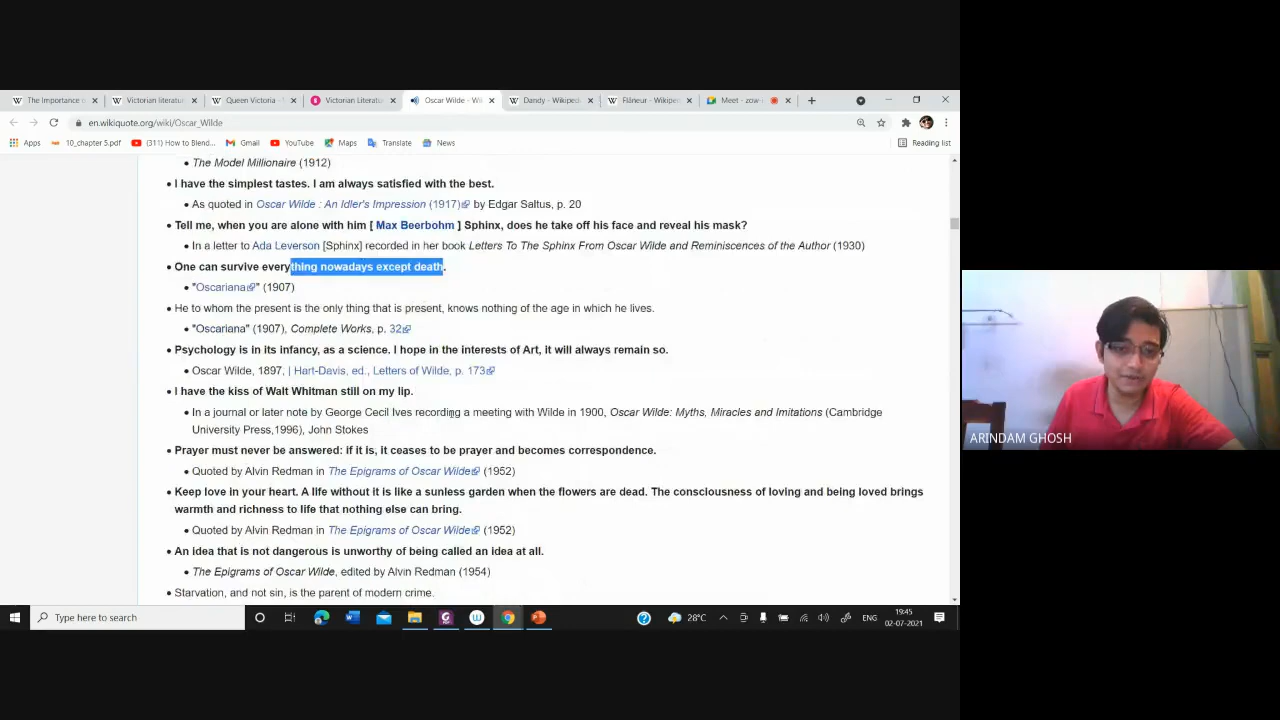 The Importance
Victorian literatu
Queen Victoria -
Victorian Literatu
Oscar Wilde - Wi
Dandy - Wikiped
Flâneur - Wikipe
Meet - zow-
en.wikiquote.org/wiki/Oscar_Wilde
Apps
10_chapter 5.pdf
(11) How to Blen...
Gmail
YouTube
Maps
Translate
News
Reading list
• The Model Millionaire (1912)
• I have the simplest tastes. I am always satisfied with the best.
• As quoted in Oscar Wilde : An Idler's Impression (1917) by Edgar Saltus, p. 20
• Tell me, when you are alone with him [ Max Beerbohm ] Sphinx, does he take off his face and reveal his mask?
• In a letter to Ada Leverson [Sphinx] recorded in her book Letters To The Sphinx From Oscar Wilde and Reminiscences of the Author (1930)
• One can survive everything nowadays except death.
• "Oscariana" (1907)
• He to whom the present is the only thing that is present, knows nothing of the age in which he lives.
• "Oscariana" (1907), Complete Works, p. 32
• Psychology is in its infancy, as a science. I hope in the interests of Art, it will always remain so.
• Oscar Wilde, 1897, | Hart-Davis, ed., Letters of Wilde, p. 173
• I have the kiss of Walt Whitman still on my lip.
• In a journal or later note by George Cecil Ives recording a meeting with Wilde in 1900, Oscar Wilde: Myths, Miracles and Imitations (Cambridge
University Press,1996), John Stokes
• Prayer must never be answered: if it is, it ceases to be prayer and becomes correspondence.
• Quoted by Alvin Redman in The Epigrams of Oscar Wilde (1952)
• Keep love in your heart. A life without it is like a sunless garden when the flowers are dead. The consciousness of loving and being loved brings
warmth and richness to life that nothing else can bring.
• Quoted by Alvin Redman in The Epigrams of Oscar Wilde (1952)
• An idea that is not dangerous is unworthy of being called an idea at all.
• The Epigrams of Oscar Wilde, edited by Alvin Redman (1954)
• Starvation, and not sin, is the parent of modern crime.
ARINDAM GHOSH
Type here to search
28°C
ENG
19:45
02-07-2021